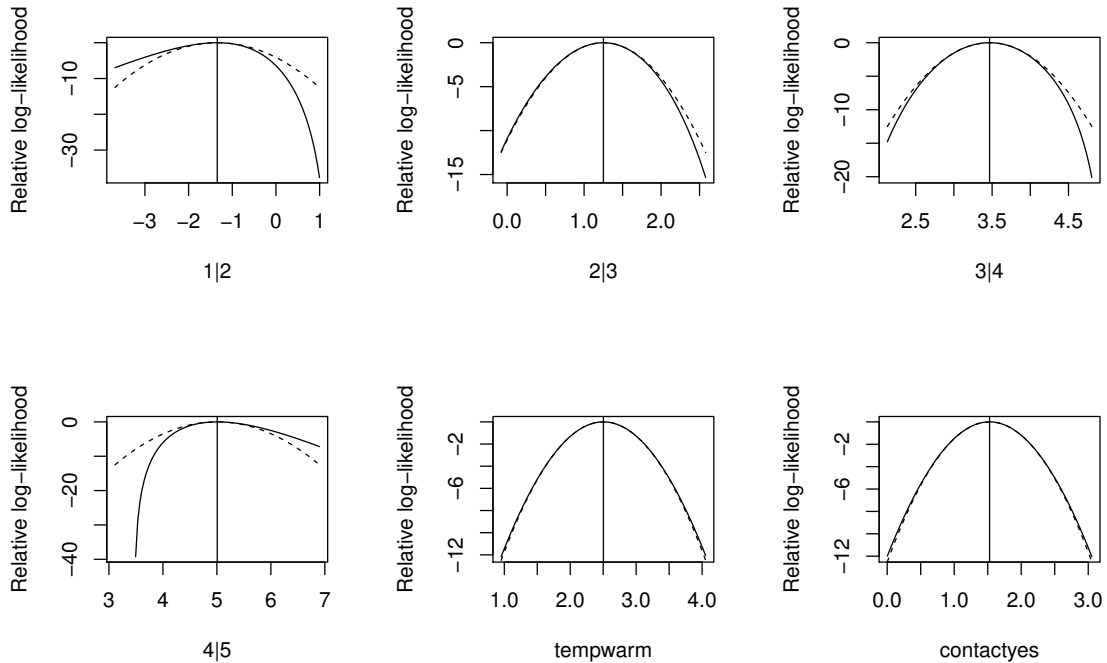 Relative log−likelihood
−30
−10
−3 −2 −1 0 1
1|2
Relative log−likelihood
−15
−5
0
0.0 1.0 2.0
2|3
Relative log−likelihood
−20
−10
0
2.5 3.5 4.5
3|4
Relative log−likelihood
−40
−20
0
3 4 5 6 7
4|5
Relative log−likelihood
−12
−6
−2
1.0 2.0 3.0 4.0
tempwarm
Relative log−likelihood
−12
−6
−2
0.0 1.0 2.0 3.0
contactyes